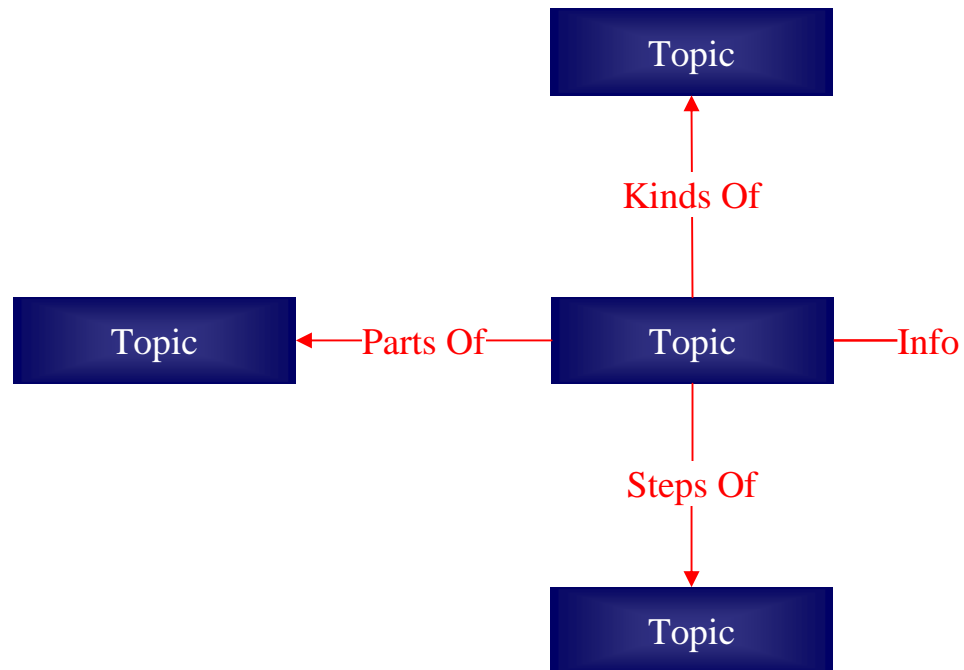 Topic
Kinds Of
Topic
Parts Of
Topic
Info
Steps Of
Topic